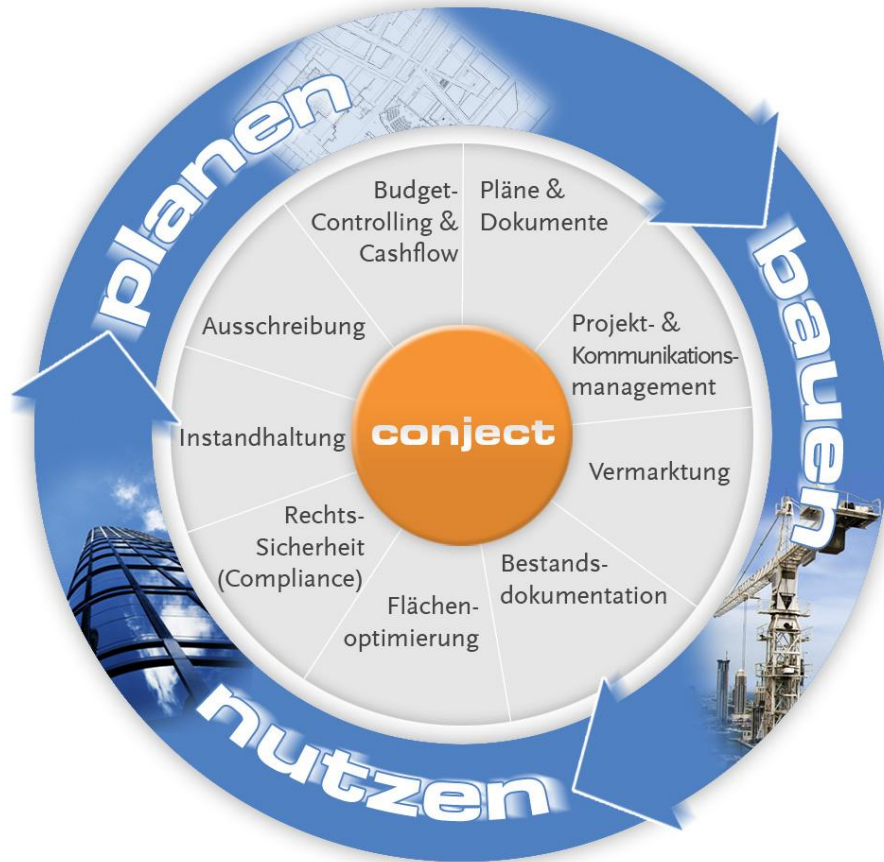 planen
bauen
nutzen
Budget-
Controlling &
Cashflow
Pläne &
Dokumente
Projekt- &
Kommunikations-
management
Vermarktung
Bestands-
dokumentation
Flächen-
optimierung
Rechts-
Sicherheit
(Compliance)
Instandhaltung
Ausschreibung
conject